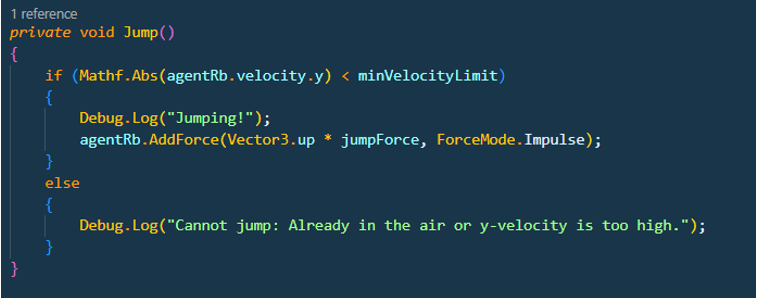 1 reference
private void Jump()
{
    if (Mathf.Abs(agentRb.velocity.y) < minVelocityLimit)
    {
        Debug.Log("Jumping!");
        agentRb.AddForce(Vector3.up * jumpForce, ForceMode.Impulse);
    }
    else
    {
        Debug.Log("Cannot jump: Already in the air or y-velocity is too high.");
    }
}